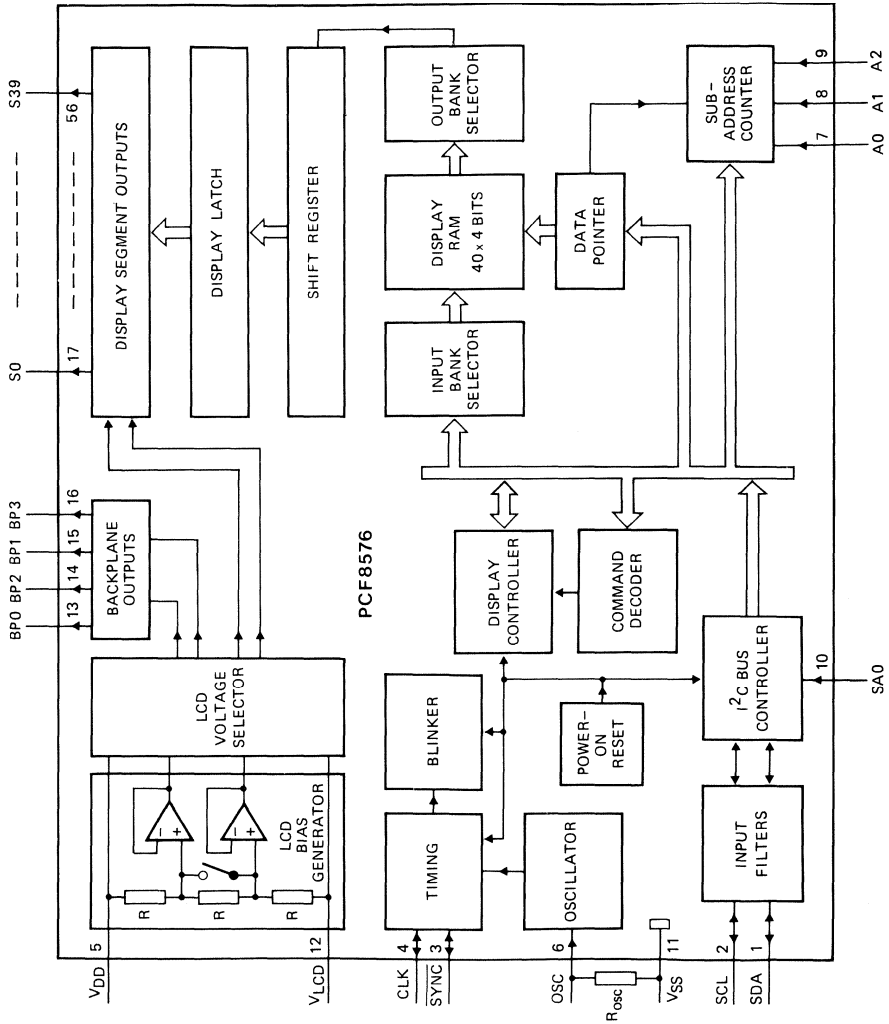 S39
56
S0
17
DISPLAY SEGMENT OUTPUTS
DISPLAY LATCH
SHIFT REGISTER
OUTPUT
BANK
SELECTOR
DISPLAY
RAM
40 x 4 BITS
INPUT
BANK
SELECTOR
DATA
POINTER
SUB-
ADDRESS
COUNTER
9
8
7
A2
A1
A0
BP3
BP1
BP2
BP0
16
15
14
13
BACKPLANE
OUTPUTS
PCF8576
DISPLAY
CONTROLLER
COMMAND
DECODER
LCD
VOLTAGE
SELECTOR
BLINKER
POWER-
ON
RESET
I²C BUS
CONTROLLER
10
SA0
LCD
BIAS
GENERATOR
−
+
−
+
R
R
R
TIMING
OSCILLATOR
INPUT
FILTERS
5
12
4
3
6
11
2
1
VDD
VLCD
CLK
SYNC
OSC
ROSC
VSS
SCL
SDA